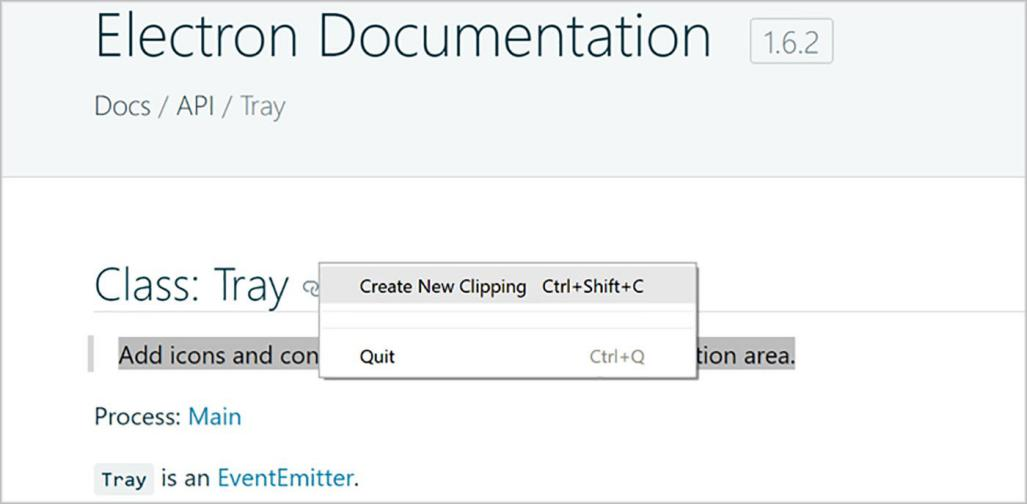 Electron Documentation 1.6.2
Docs / API / Tray
Class: Tray
Create New Clipping Ctrl+Shift+C
Add icons and con
Quit Ctrl+Q
tion area.
Process: Main
Tray is an EventEmitter.